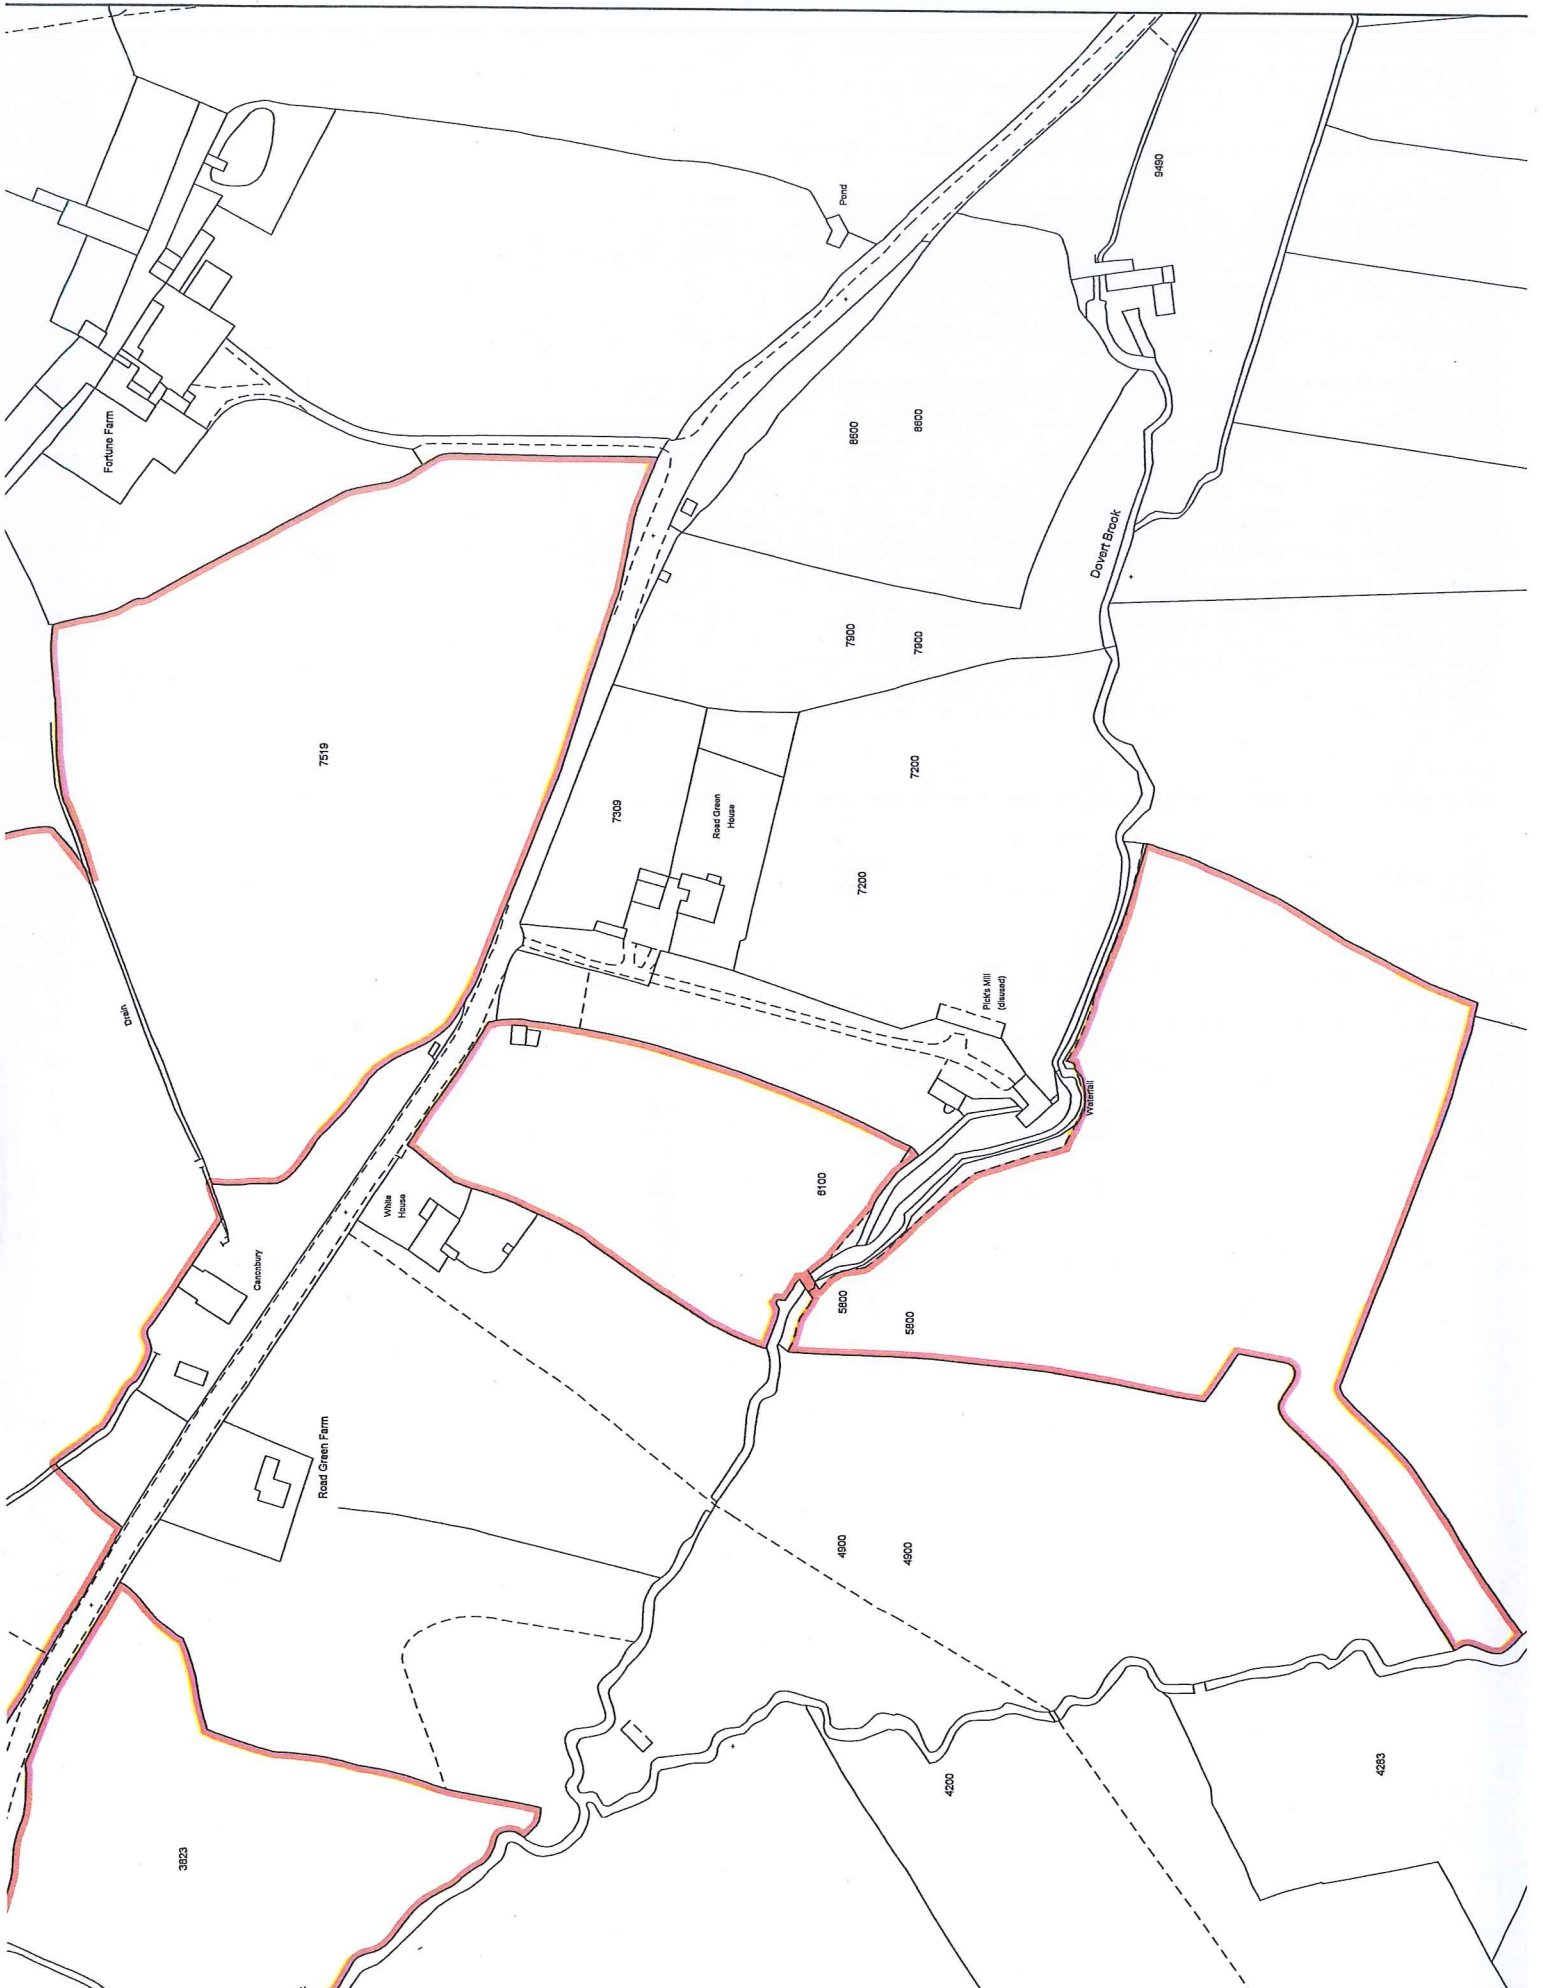 Fortune Farm
Pond
9490
8600
8600
Dovert Brook
7900
7900
7519
7309
Road Green
House
7200
7200
Drain
Pick's Mill
(disused)
Waterfall
6100
White
House
Canonbury
5800
5800
Road Green Farm
4900
4900
4200
4283
3823